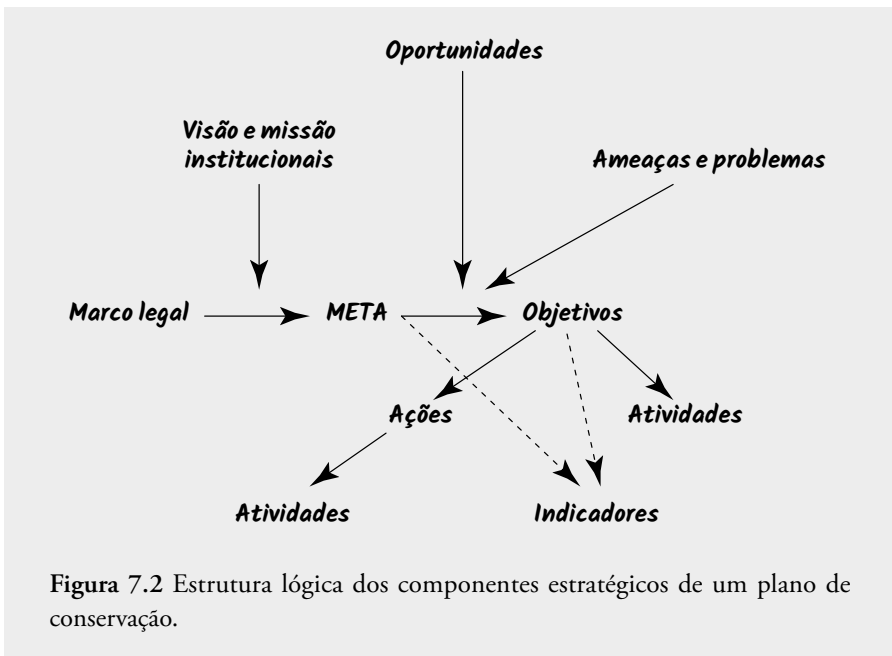 Oportunidades
Visão e missão
institucionais
Ameaças e problemas
Marco legal
META
Objetivos
Ações
Atividades
Atividades
Indicadores
Figura 7.2 Estrutura lógica dos componentes estratégicos de um plano de
conservação.